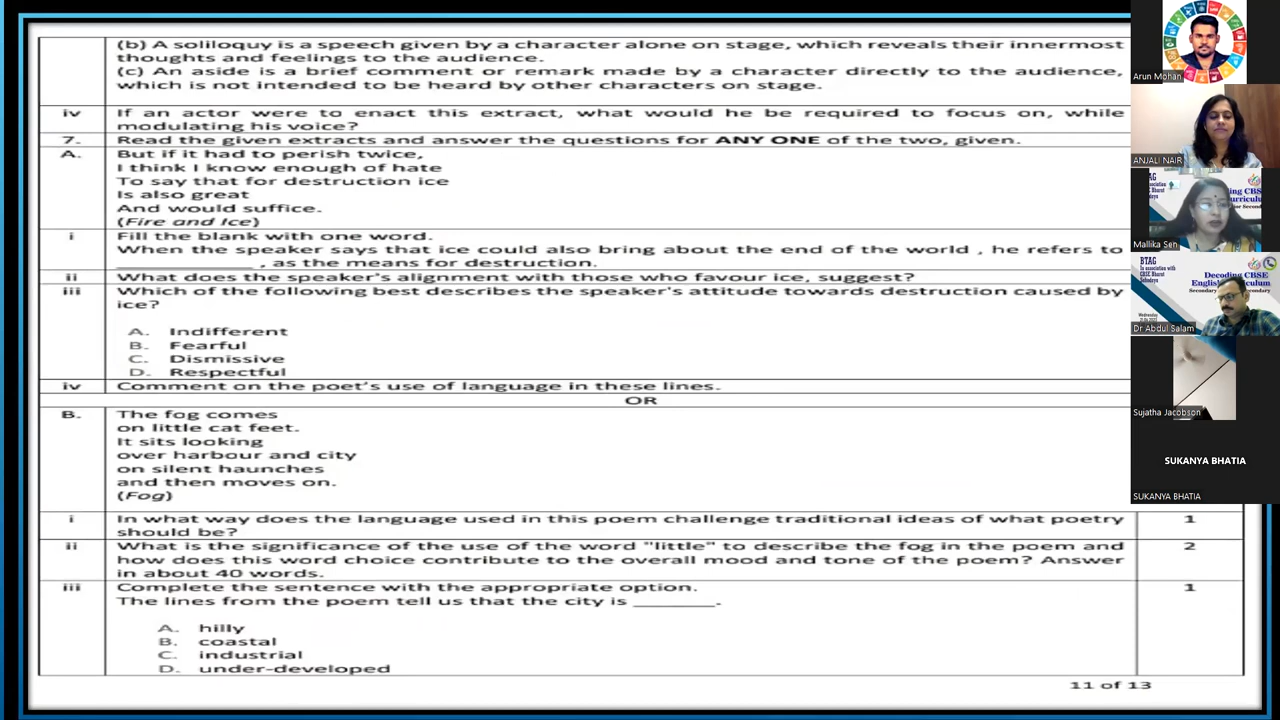 (b) A soliloquy is a speech given by a character alone on stage, which reveals their innermost
thoughts and feelings to the audience.
(c) An aside is a brief comment or remark made by a character directly to the audience,
which is not intended to be heard by other characters on stage.
iv If an actor were to enact this extract, what would he be required to focus on, while
modulating his voice?
7. Read the given extracts and answer the questions for ANY ONE of the two, given.
A. But if it had to perish twice,
I think I know enough of hate
To say that for destruction ice
Is also great
And would suffice.
(Fire and Ice)
i Fill the blank with one word.
When the speaker says that ice could also bring about the end of the world , he refers to
____________ , as the means for destruction.
ii What does the speaker's alignment with those who favour ice, suggest?
iii Which of the following best describes the speaker's attitude towards destruction caused by
ice?
A. Indifferent
B. Fearful
C. Dismissive
D. Respectful
iv Comment on the poet's use of language in these lines.
OR
B. The fog comes
on little cat feet.
It sits looking
over harbour and city
on silent haunches
and then moves on.
(Fog)
i In what way does the language used in this poem challenge traditional ideas of what poetry 1
should be?
ii What is the significance of the use of the word "little" to describe the fog in the poem and 2
how does this word choice contribute to the overall mood and tone of the poem? Answer
in about 40 words.
iii Complete the sentence with the appropriate option. 1
The lines from the poem tell us that the city is _______.
A. hilly
B. coastal
C. industrial
D. under-developed
11 of 13
Arun Mohan
ANJALI NAIR
Mallika Sen
BTAG
Decoding CBSE
Dr Abdul Salam
Sujatha Jacobson
SUKANYA BHATIA
SUKANYA BHATIA